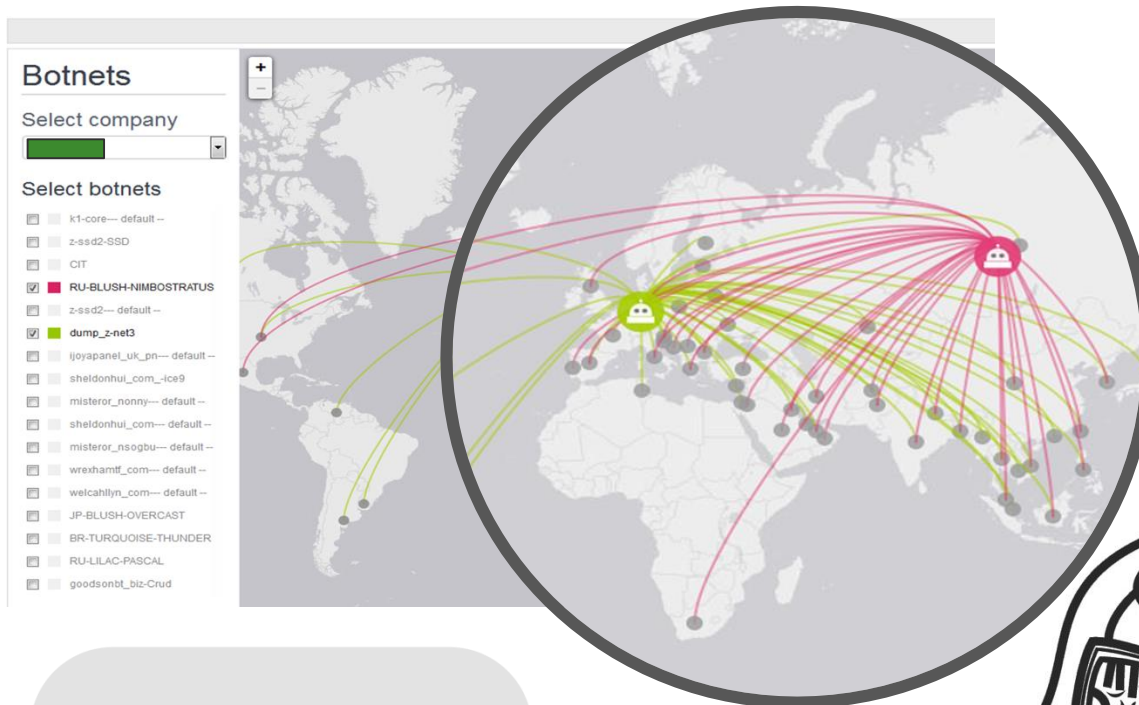 Botnets
Select company
Select botnets
k1-core--- default --
z-ssd2-SSD
CIT
RU-BLUSH-NIMBOSTRATUS
z-ssd2--- default --
dump_z-net3
ijoyapanel_uk_pn--- default --
sheldonhui_com_-ice9
misteror_nonny--- default --
sheldonhui_com--- default --
misteror_nsogbu--- default --
wrexhamtf_com--- default --
welcahllyn_com--- default --
JP-BLUSH-OVERCAST
BR-TURQUOISE-THUNDER
RU-LILAC-PASCAL
goodsonbt_biz-Crud
+
−